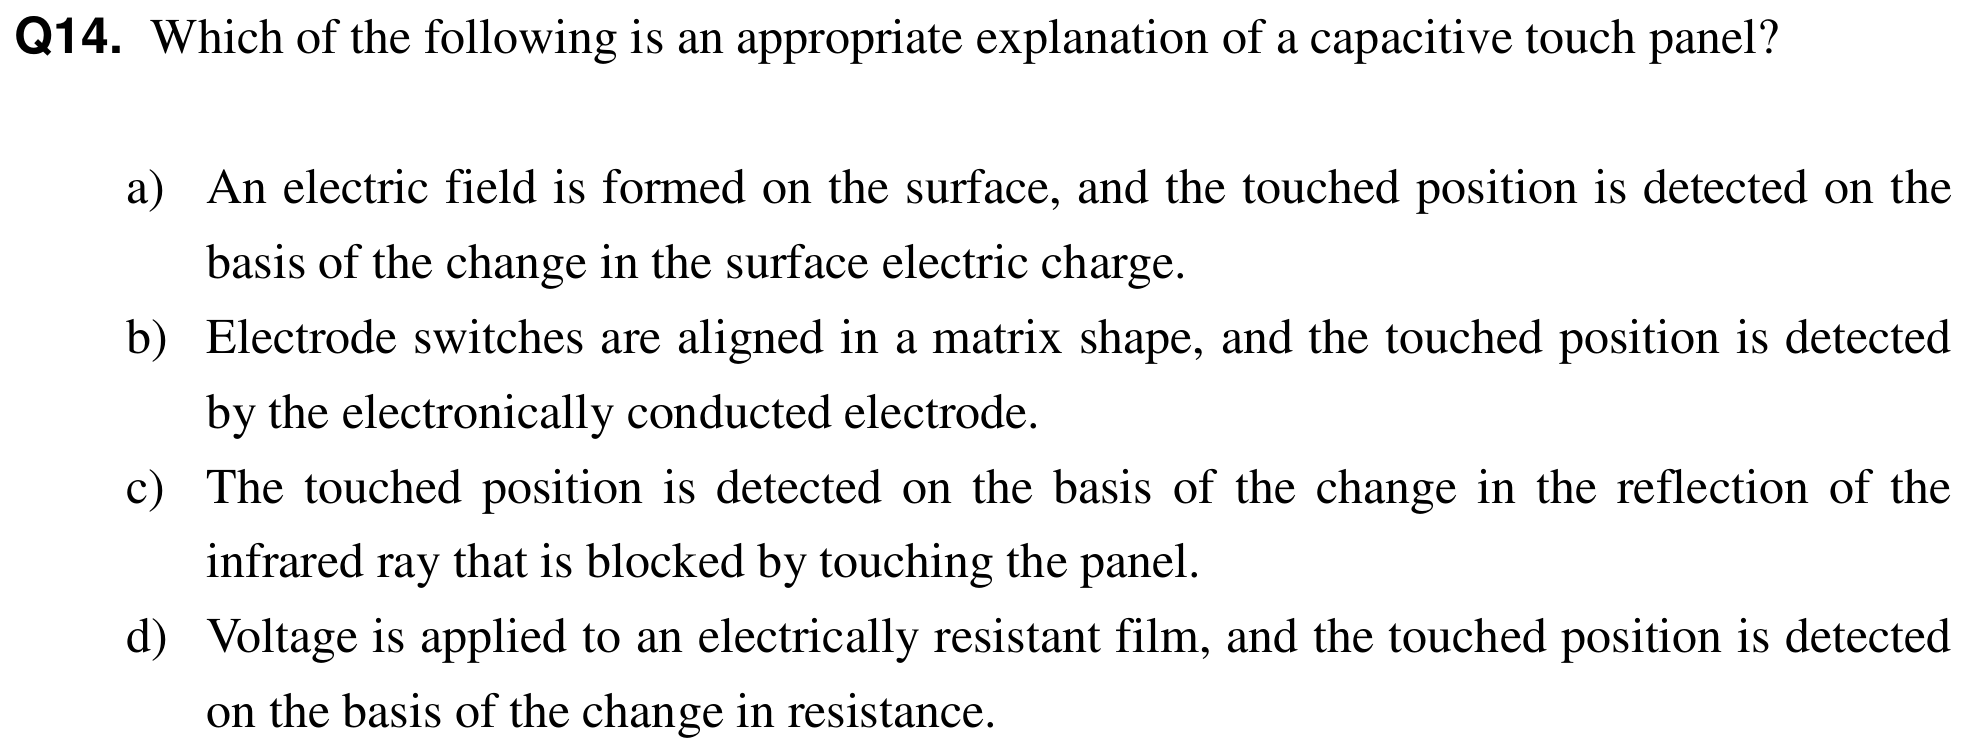 Q14. Which of the following is an appropriate explanation of a capacitive touch panel?
a) An electric field is formed on the surface, and the touched position is detected on the
basis of the change in the surface electric charge.
b) Electrode switches are aligned in a matrix shape, and the touched position is detected
by the electronically conducted electrode.
c) The touched position is detected on the basis of the change in the reflection of the
infrared ray that is blocked by touching the panel.
d) Voltage is applied to an electrically resistant film, and the touched position is detected
on the basis of the change in resistance.